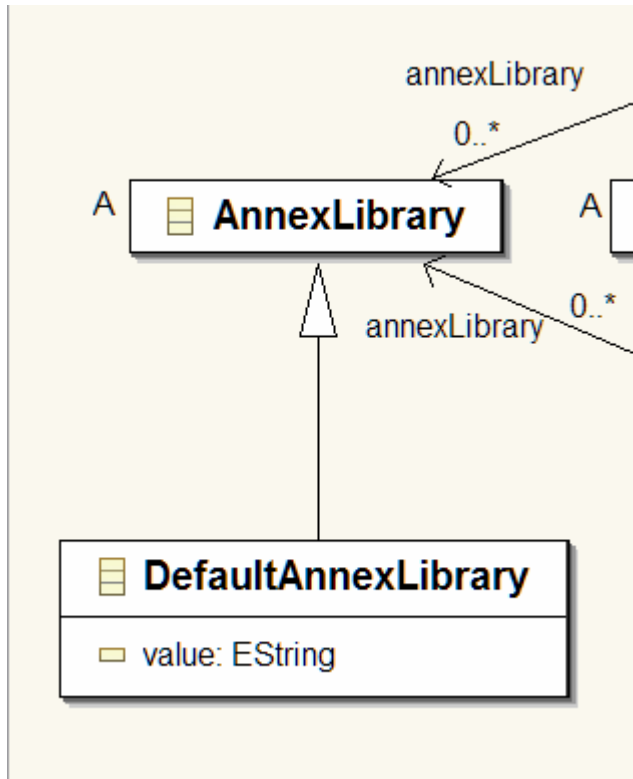 annexLibrary
0..*
A
AnnexLibrary
A
0..*
annexLibrary
DefaultAnnexLibrary
value: EString